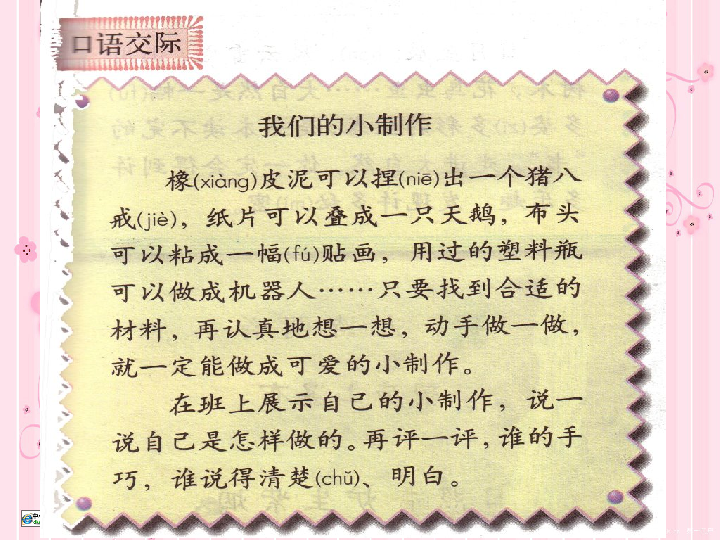 口语交际
我们的小制作
橡(xiàng)皮泥可以捏(niē)出一个猪八
戒(jiè)，纸片可以叠成一只天鹅，布头
可以粘成一幅(fú)贴画，用过的塑料瓶
可以做成机器人……只要找到合适的
材料，再认真地想一想，动手做一做，
就一定能做成可爱的小制作。
在班上展示自己的小制作，说一
说自己是怎样做的。再评一评，谁的手
巧，谁说得清楚(chǔ)、明白。